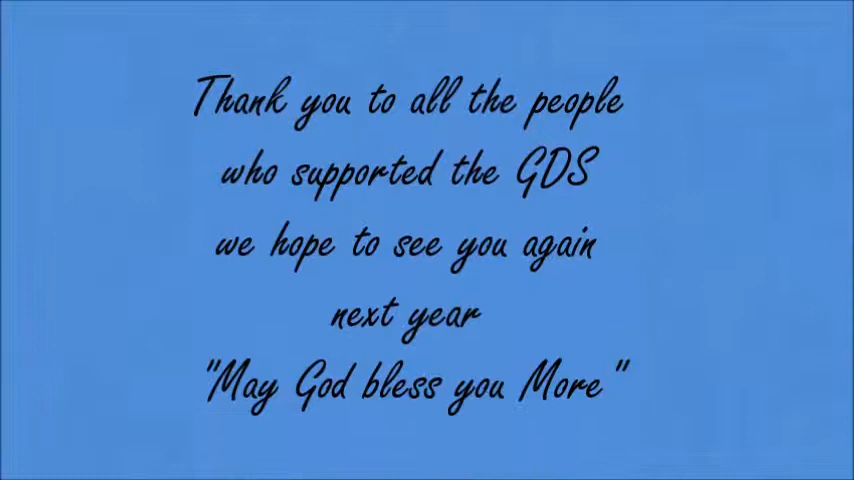 Thank you to all the people
who supported the GDS
we hope to see you again
next year
"May God bless you More"